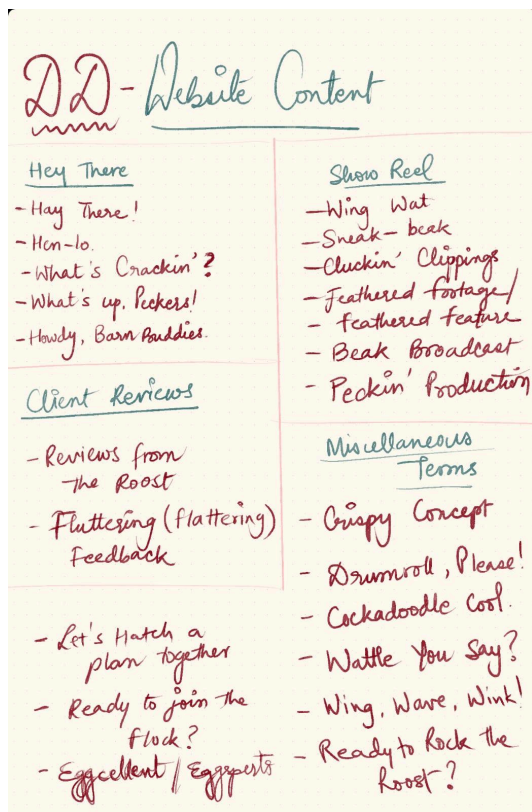 DD - Website Content
Hey There
- Hay There!
- Hen-lo.
- What's Crackin'?
- What's up, Peckers!
- Howdy, Barn Buddies.
Client Reviews
- Reviews from
The Roost
- Fluttering (flattering)
Feedback
- Let's Hatch a
plan together
- Ready to join the
flock?
- Eggcellent / Eggsperts
Show Reel
- Wing Wat
- Sneak-beak
- Cluckin' Clippings
- Feathered footage/
- feathered feature
- Beak Broadcast
- Peckin' Production
Miscellaneous
Terms
- Crispy Concept
- Drumroll, Please!
- Cockadoodle Cool.
- Wattle You Say?
- Wing, Wave, Wink!
- Ready to Rock the
Roost?